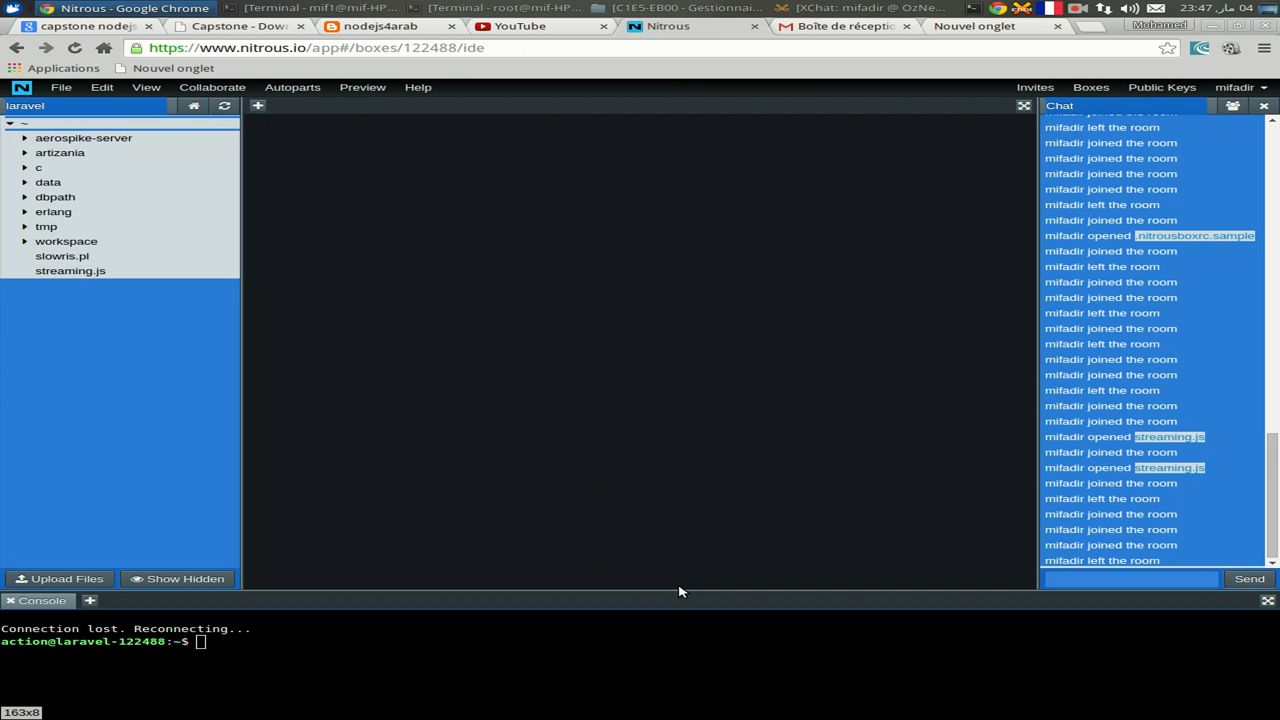 Nitrous - Google Chrome
[Terminal - mif1@mif-HP...
[Terminal - root@mif-HP...
[C1E5-EB00 - Gestionnai...
[XChat: mifadir @ OzNe...
23:47 ,مار 04
capstone nodejs
Capstone - Down
nodejs4arab
YouTube
Nitrous
Boîte de réceptio
Nouvel onglet
Mohamed
https://www.nitrous.io/app#/boxes/122488/ide
Applications
Nouvel onglet
N File Edit View Collaborate Autoparts Preview Help
Invites Boxes Public Keys mifadir
laravel
~
aerospike-server
artizania
c
data
dbpath
erlang
tmp
workspace
slowris.pl
streaming.js
Upload Files
Show Hidden
Chat
mifadir joined the room
mifadir left the room
mifadir joined the room
mifadir joined the room
mifadir joined the room
mifadir joined the room
mifadir left the room
mifadir joined the room
mifadir opened .nitrousboxrc.sample
mifadir joined the room
mifadir left the room
mifadir joined the room
mifadir joined the room
mifadir left the room
mifadir joined the room
mifadir left the room
mifadir joined the room
mifadir joined the room
mifadir left the room
mifadir joined the room
mifadir joined the room
mifadir opened streaming.js
mifadir joined the room
mifadir opened streaming.js
mifadir joined the room
mifadir left the room
mifadir joined the room
mifadir joined the room
mifadir joined the room
mifadir left the room
Send
Console
Connection lost. Reconnecting...
action@laravel-122488:~$
163x8